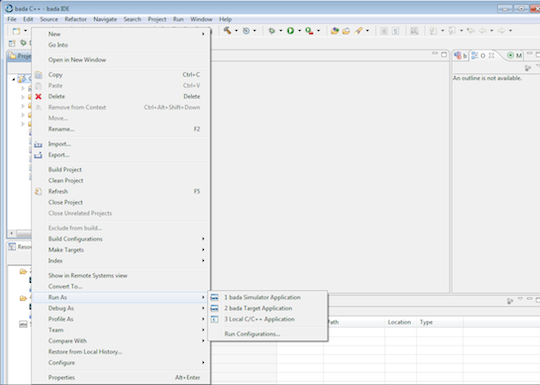 bada C++ - bada IDE
File Edit Source Refactor Navigate Search Project Run Window Help
Proje
New
Go Into
Open in New Window
Copy Ctrl+C
Paste Ctrl+V
Delete Delete
Remove from Context Ctrl+Alt+Shift+Down
Move...
Rename... F2
Import...
Export...
Build Project
Clean Project
Refresh F5
Close Project
Close Unrelated Projects
Exclude from build...
Build Configurations
Make Targets
Index
Show in Remote Systems view
Convert To...
Run As
Debug As
Profile As
Team
Compare With
Restore from Local History...
Configure
Properties Alt+Enter
1 bada Simulator Application
2 bada Target Application
3 Local C/C++ Application
Run Configurations...
b O M
An outline is not available.
Resou
Path Location Type